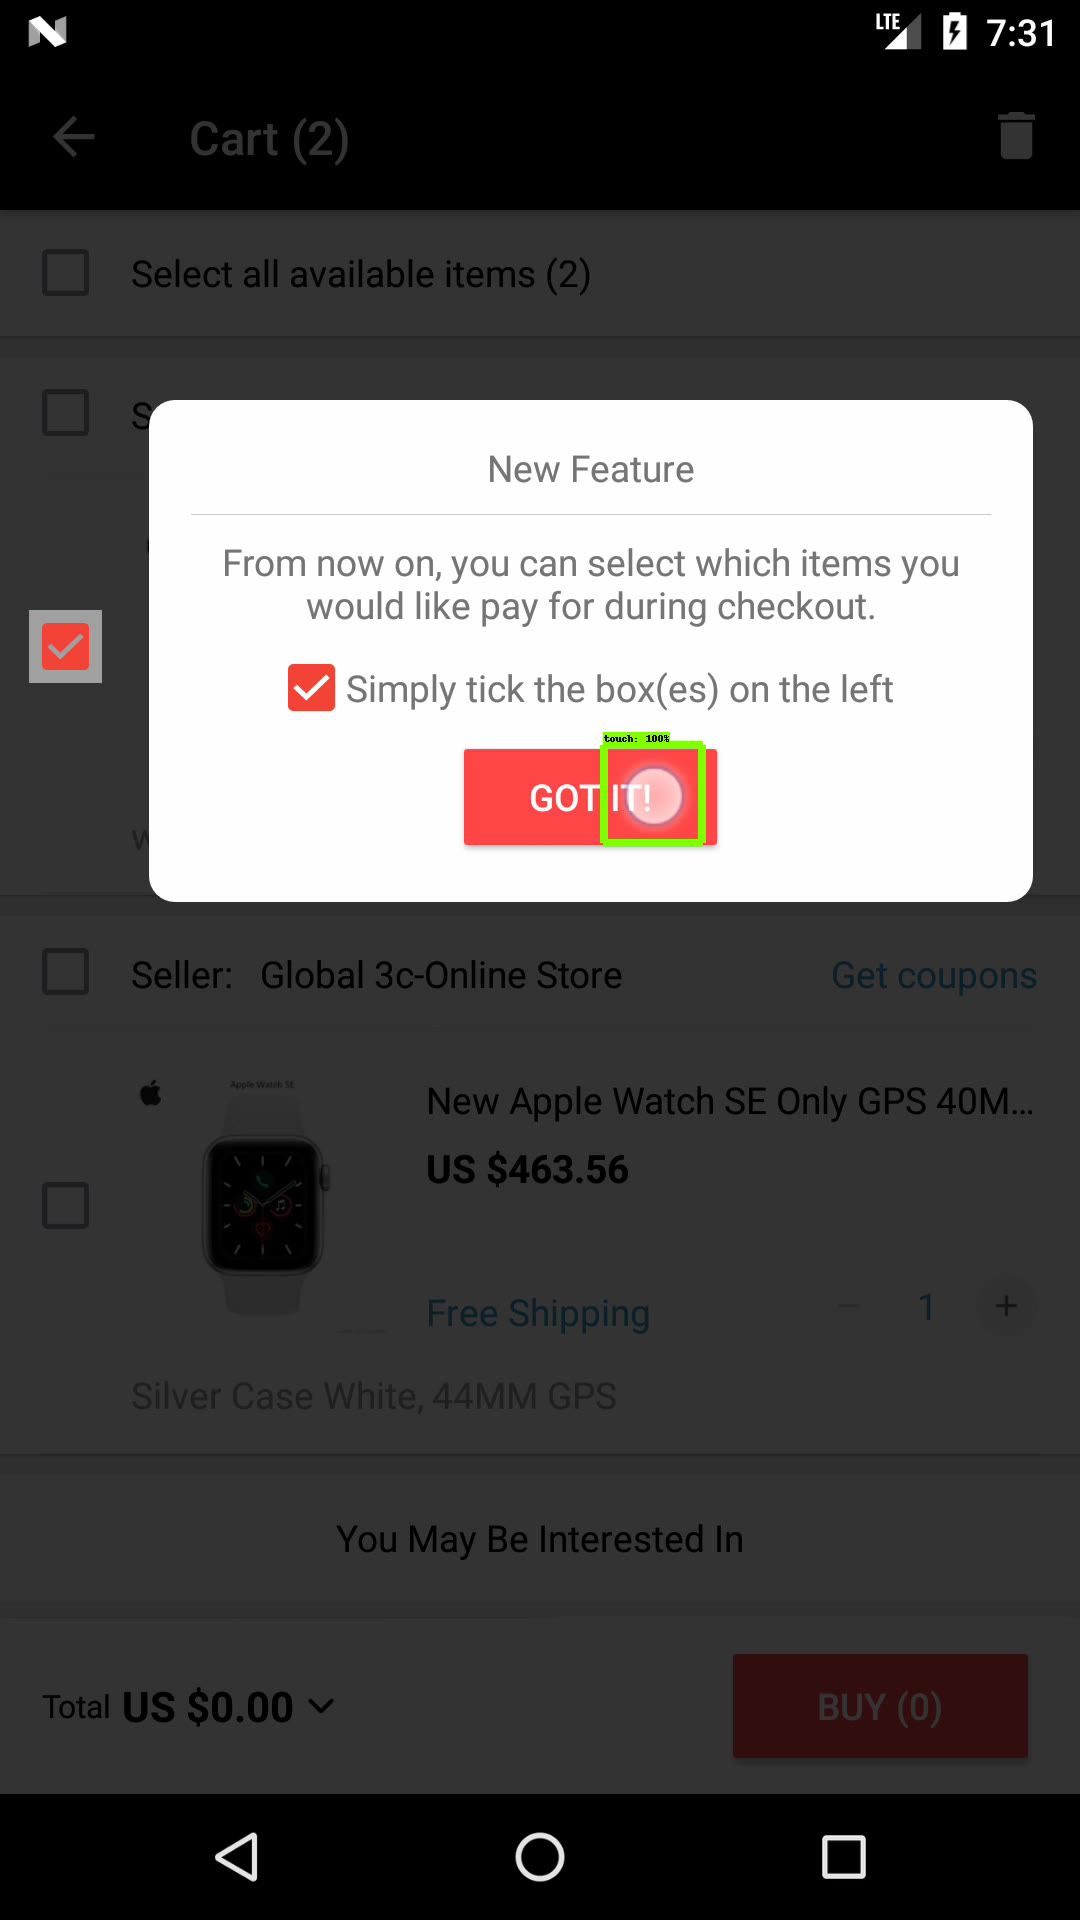 LTE 7:31
Cart (2)
Select all available items (2)
S
New Feature
From now on, you can select which items you
would like pay for during checkout.
Simply tick the box(es) on the left
touch: 100%
GOT IT!
Seller: Global 3c-Online Store Get coupons
Apple Watch SE
New Apple Watch SE Only GPS 40M...
US $463.56
Free Shipping − 1 +
Silver Case White, 44MM GPS
You May Be Interested In
Total US $0.00 BUY (0)